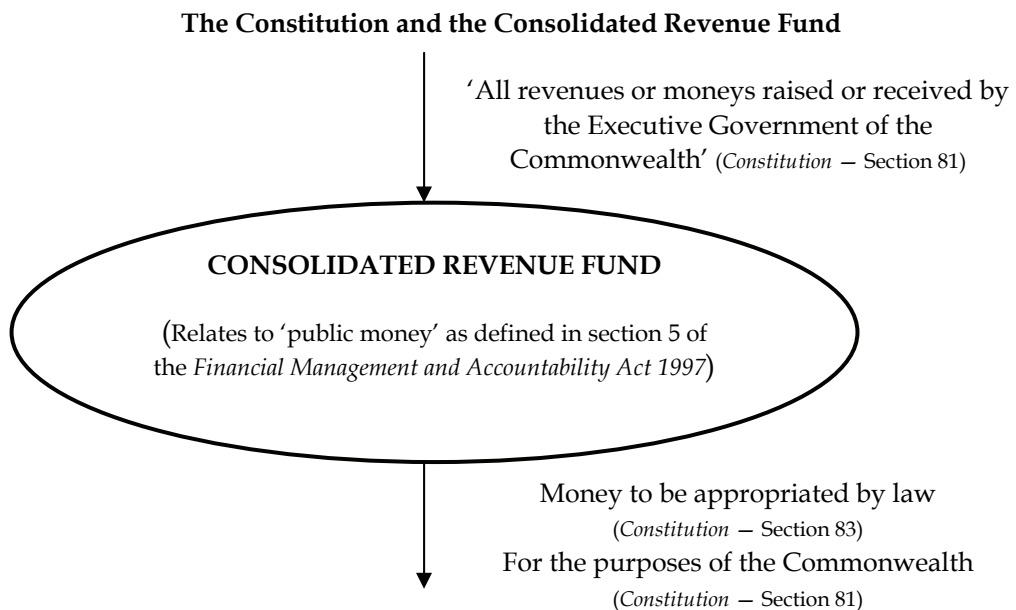 The Constitution and the Consolidated Revenue Fund
‘All revenues or moneys raised or received by
the Executive Government of the
Commonwealth’ (Constitution — Section 81)
CONSOLIDATED REVENUE FUND
(Relates to ‘public money’ as defined in section 5 of
the Financial Management and Accountability Act 1997)
Money to be appropriated by law
(Constitution — Section 83)
For the purposes of the Commonwealth
(Constitution — Section 81)